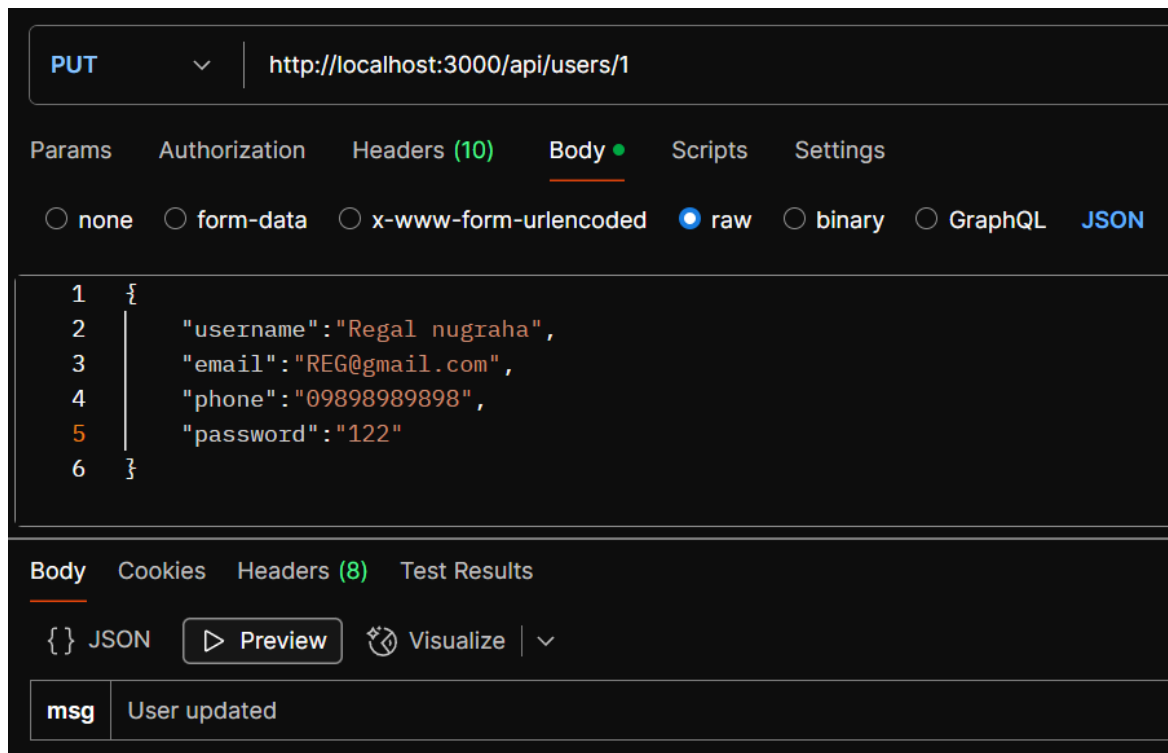 PUT http://localhost:3000/api/users/1
Params Authorization Headers (10) Body Scripts Settings
none form-data x-www-form-urlencoded raw binary GraphQL JSON
1 {
2 "username":"Regal nugraha",
3 "email":"REG@gmail.com",
4 "phone":"09898989898",
5 "password":"122"
6 }
Body Cookies Headers (8) Test Results
{} JSON Preview Visualize
msg User updated